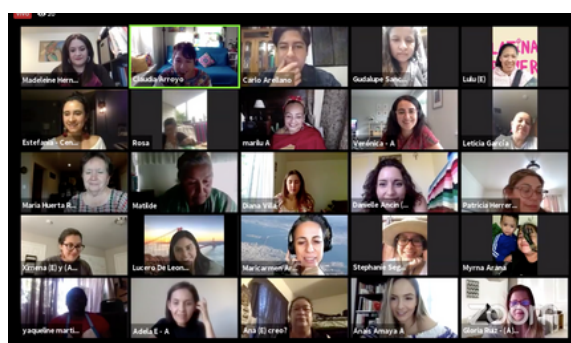 Madeleine Hern...
Claudia Arroyo
Carlo Arellano
Gudalupe Sanc...
Lulu (E)
LATINA
Estefanía - Cen...
Rosa
marilu A
Verónica - A
Leticia García
Maria Huerta R...
Matilde
Diana Villa
Danielle Ancin (...
Patricia Herrer...
Ximena (E) y (A...
Lucero De Leon...
Maricarmen Ar...
Stephanie Seg...
Myrna Arana
yaqueline marti...
Adela E - A
Ana (E) creo?
Anais Amaya A
Gloria Ruiz - (A)...
ZOOM